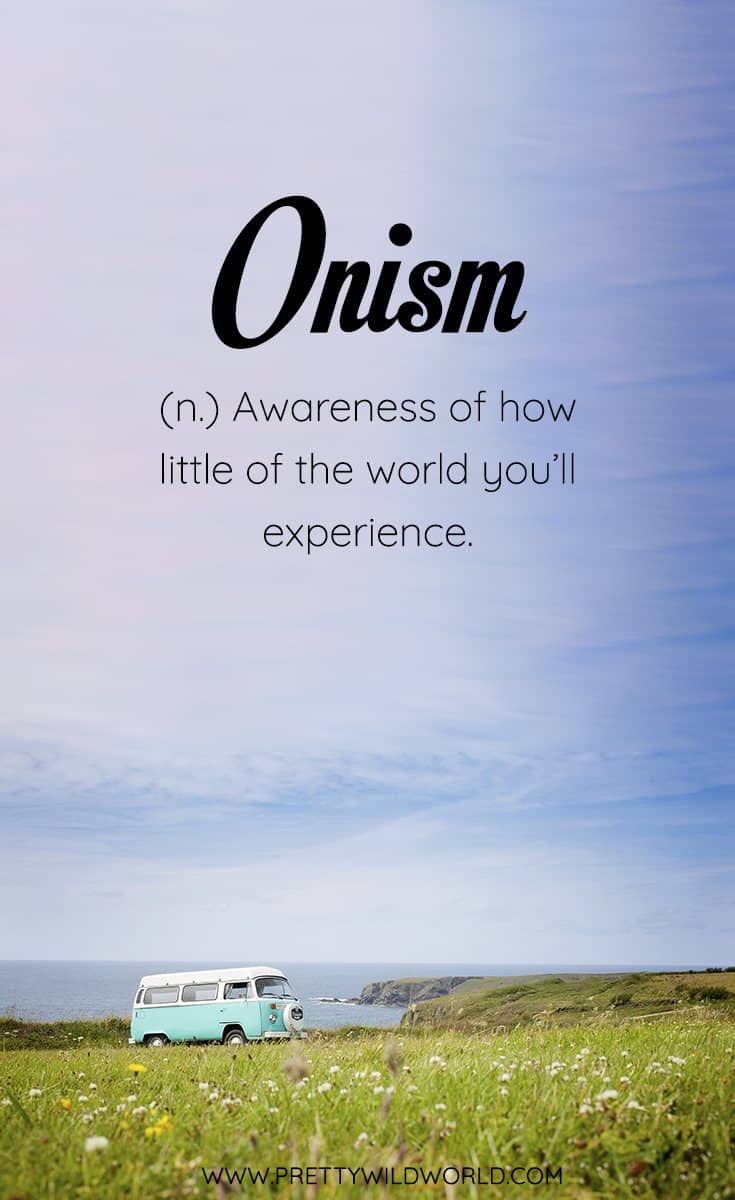 Onism
(n.) Awareness of how
little of the world you'll
experience.
WWW.PRETTYWILDWORLD.COM